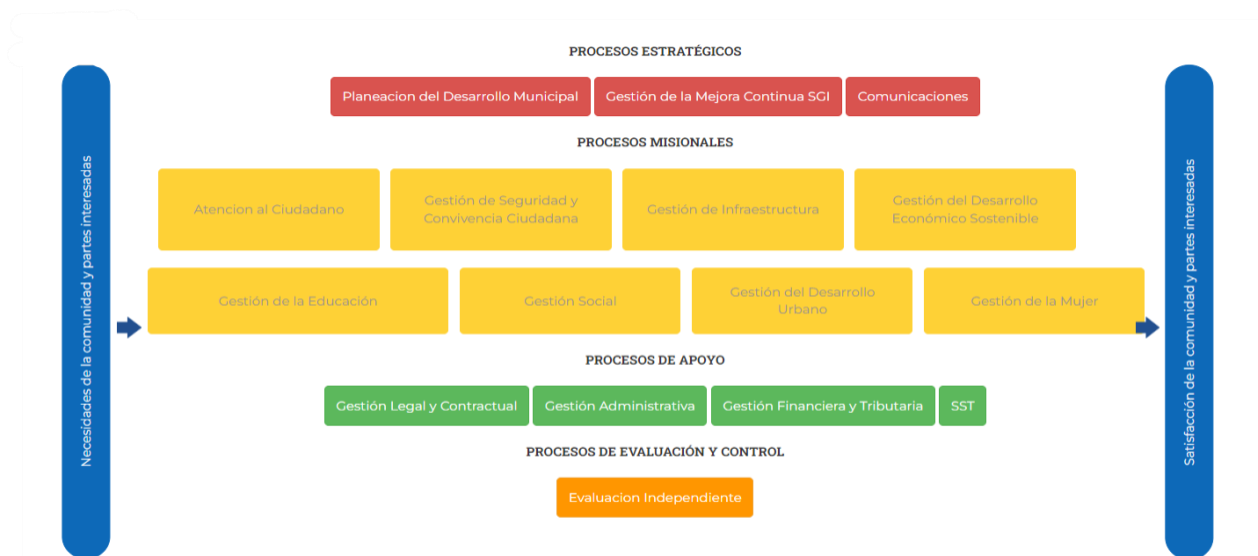 Necesidades de la comunidad y partes interesadas
PROCESOS ESTRATÉGICOS
Planeacion del Desarrollo Municipal
Gestión de la Mejora Continua SGI
Comunicaciones
PROCESOS MISIONALES
Atencion al Ciudadano
Gestión de Seguridad y
Convivencia Ciudadana
Gestión de Infraestructura
Gestión del Desarrollo
Económico Sostenible
Gestión de la Educación
Gestión Social
Gestión del Desarrollo
Urbano
Gestión de la Mujer
PROCESOS DE APOYO
Gestión Legal y Contractual
Gestión Administrativa
Gestión Financiera y Tributaria
SST
PROCESOS DE EVALUACIÓN Y CONTROL
Evaluacion Independiente
Satisfacción de la comunidad y partes interesadas